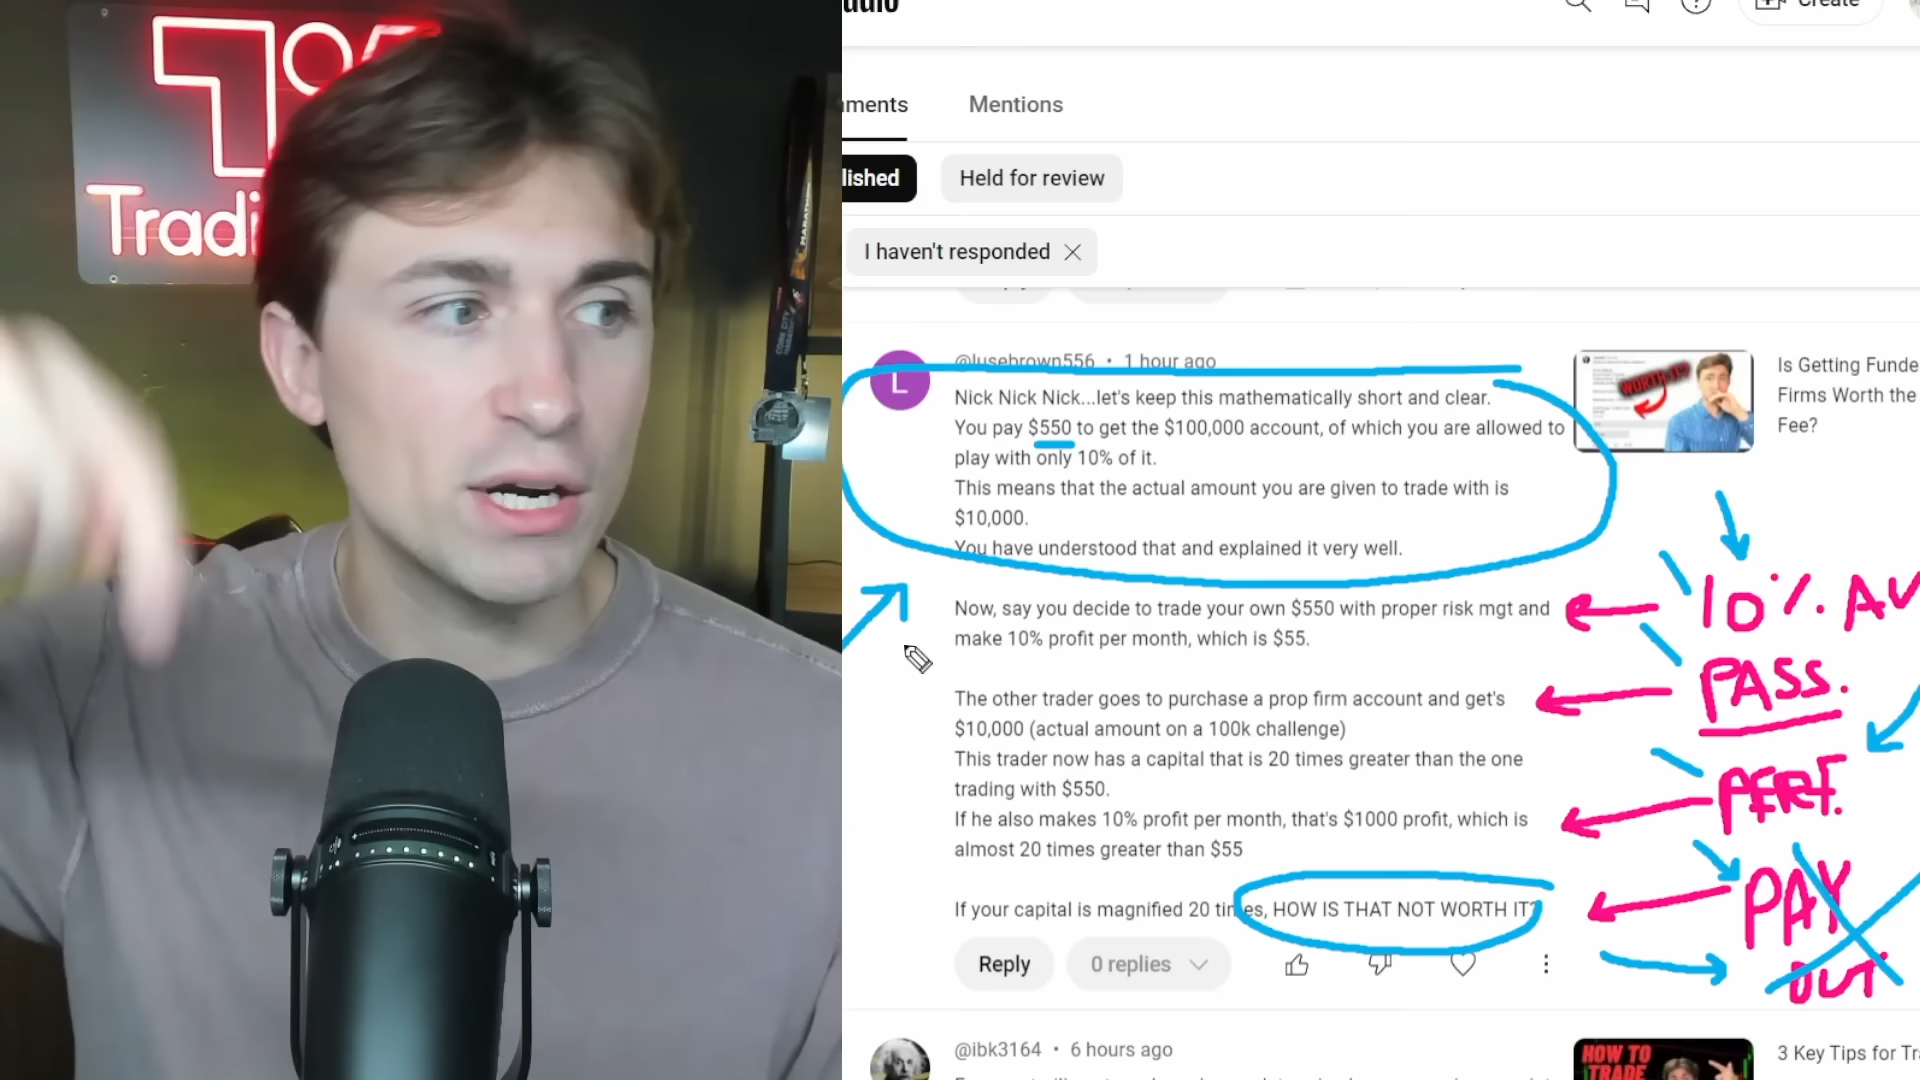 Create
Mentions
lished
Held for review
I haven't responded
@lusebrown556 • 1 hour ago
L
Nick Nick Nick...let's keep this mathematically short and clear.
You pay $550 to get the $100,000 account, of which you are allowed to
play with only 10% of it.
This means that the actual amount you are given to trade with is
$10,000.
You have understood that and explained it very well.
Now, say you decide to trade your own $550 with proper risk mgt and
make 10% profit per month, which is $55.
The other trader goes to purchase a prop firm account and get's
$10,000 (actual amount on a 100k challenge)
This trader now has a capital that is 20 times greater than the one
trading with $550.
If he also makes 10% profit per month, that's $1000 profit, which is
almost 20 times greater than $55
If your capital is magnified 20 times, HOW IS THAT NOT WORTH IT?
Reply
0 replies
WORTH IT?
Is Getting Funde
Firms Worth the
Fee?
10% AV
PASS.
PERF.
PAY
OUT
@ibk3164 • 6 hours ago
HOW TO
TRADE
3 Key Tips for Tra
Tradi
MARATHON
CORK CITY
MARATHON